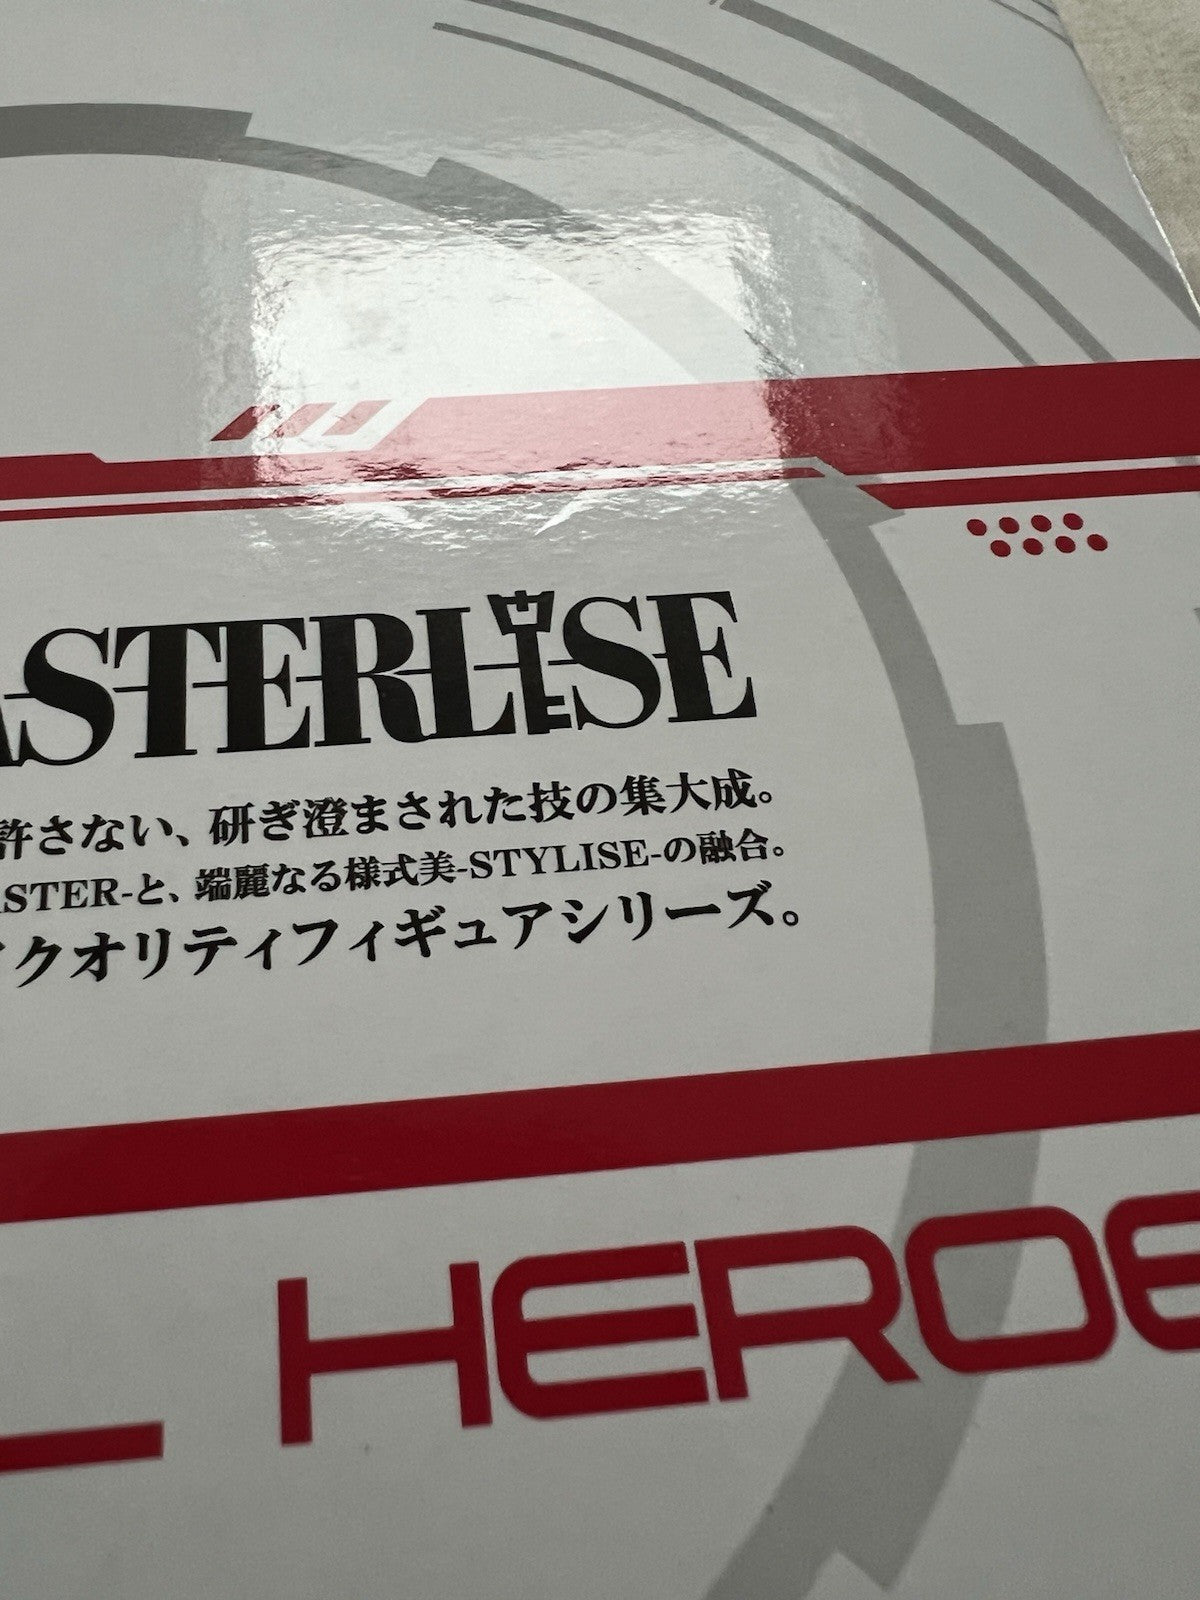 ASTERLISE
許さない、研ぎ澄まされた技の集大成。
ASTER-と、端麗なる様式美-STYLISE-の融合。
イクオリティフィギュアシリーズ。
L HEROE